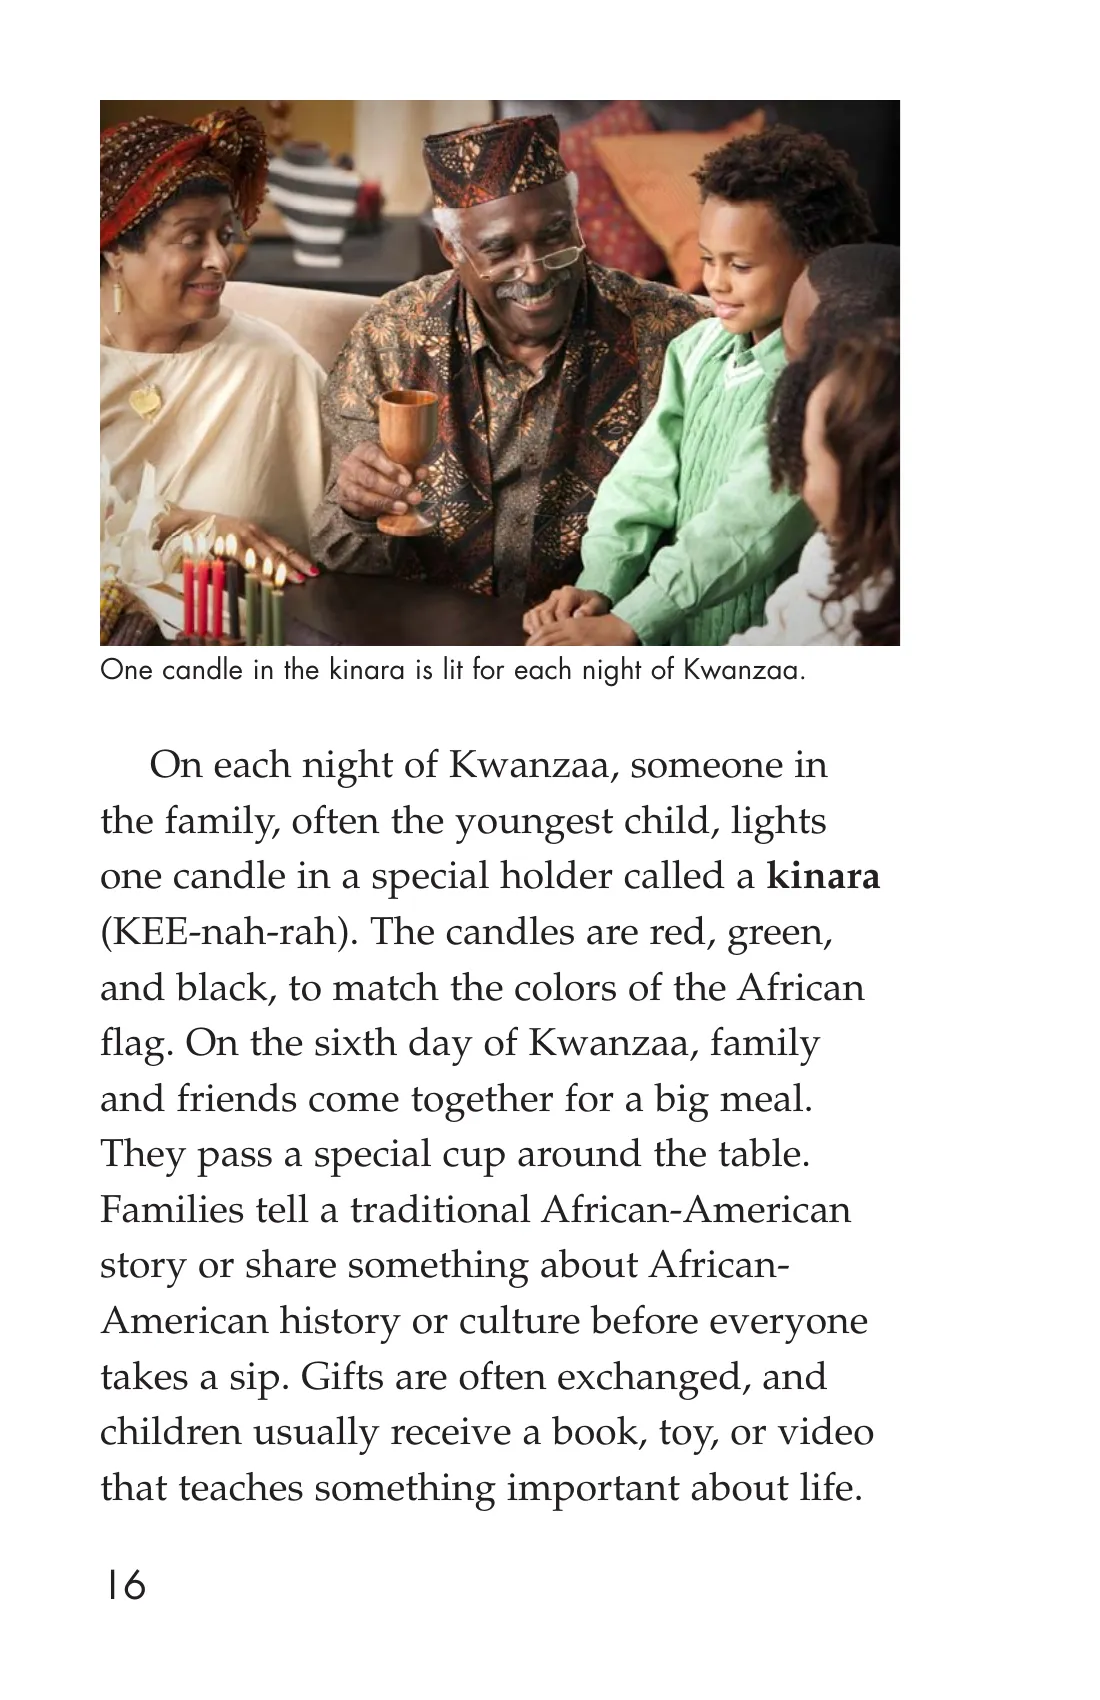 One candle in the kinara is lit for each night of Kwanzaa.
On each night of Kwanzaa, someone in
the family, often the youngest child, lights
one candle in a special holder called a kinara
(KEE-nah-rah). The candles are red, green,
and black, to match the colors of the African
flag. On the sixth day of Kwanzaa, family
and friends come together for a big meal.
They pass a special cup around the table.
Families tell a traditional African-American
story or share something about African-
American history or culture before everyone
takes a sip. Gifts are often exchanged, and
children usually receive a book, toy, or video
that teaches something important about life.
16